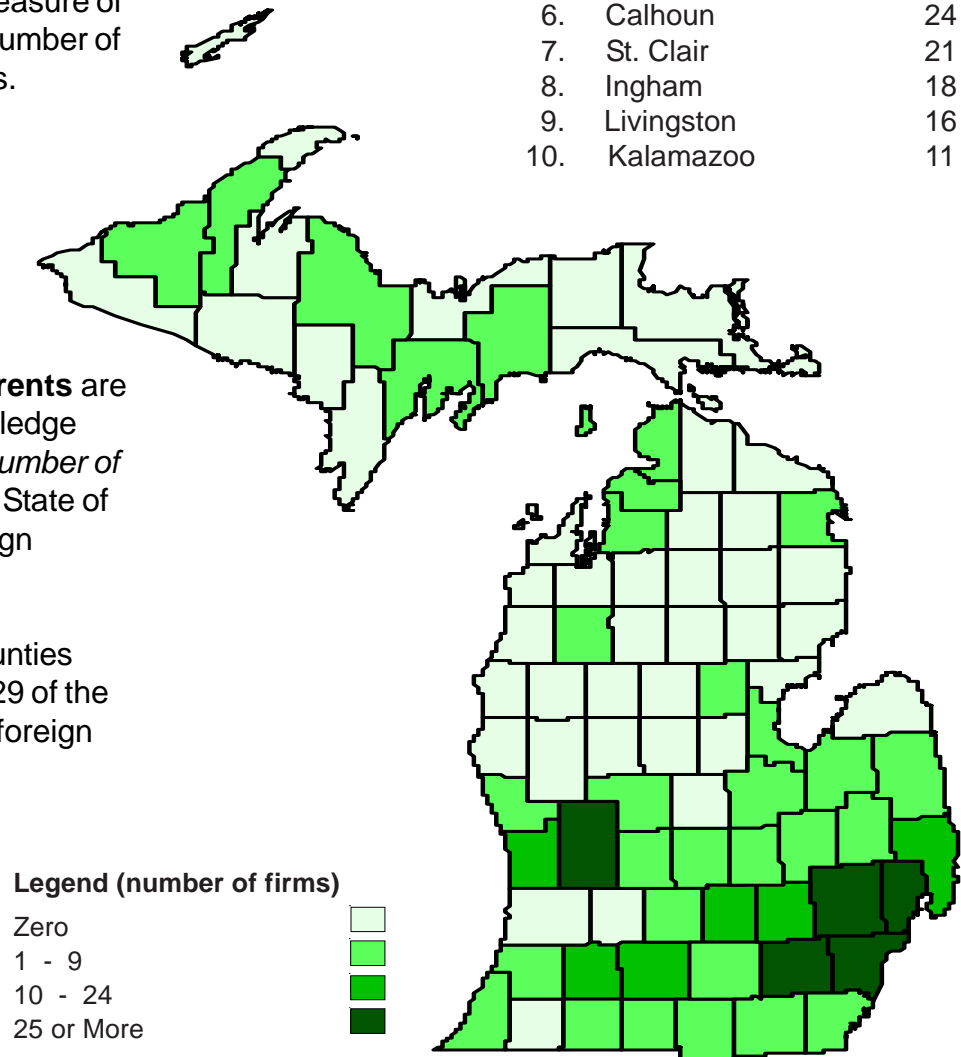 easure of
umber of
s.
6. Calhoun 24
7. St. Clair 21
8. Ingham 18
9. Livingston 16
10. Kalamazoo 11
rents are
ledge
umber of
State of
ign
unties
29 of the
foreign
Legend (number of firms)
Zero
1 - 9
10 - 24
25 or More